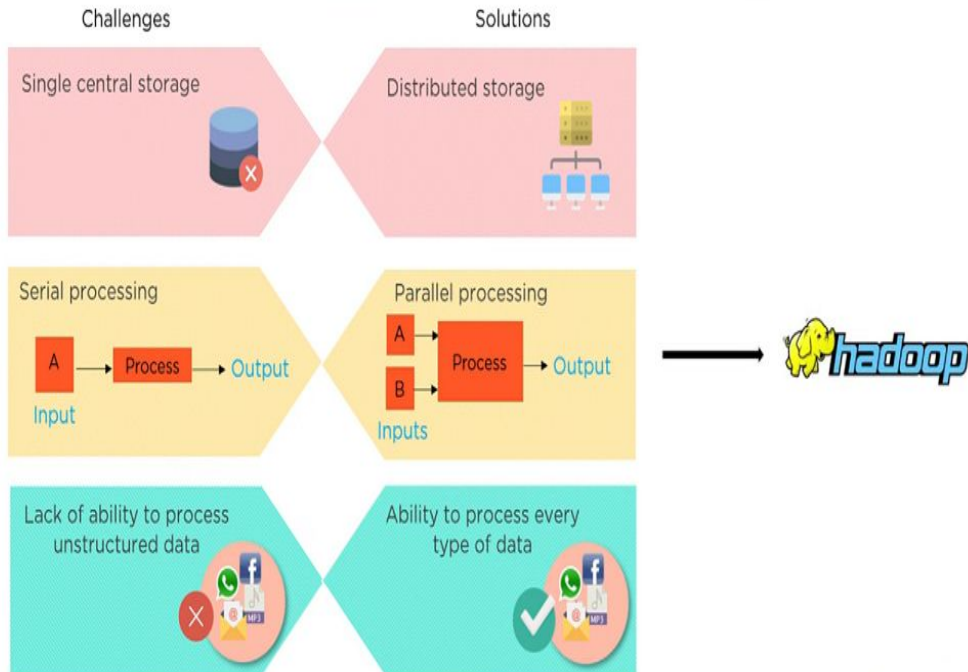 Challenges
Solutions
Single central storage
Distributed storage
Serial processing
A
Process
Output
Input
Parallel processing
A
B
Process
Output
Inputs
hadoop
Lack of ability to process
unstructured data
f
@
MP3
Ability to process every
type of data
f
@
MP3